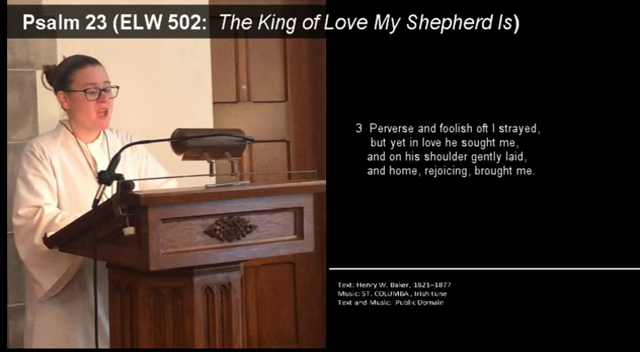 Psalm 23 (ELW 502: The King of Love My Shepherd Is)
3 Perverse and foolish oft I strayed,
but yet in love he sought me,
and on his shoulder gently laid,
and home, rejoicing, brought me.
Text: Henry W. Baker, 1821–1877
Music: ST. COLUMBA, Irish tune
Text and Music: Public Domain